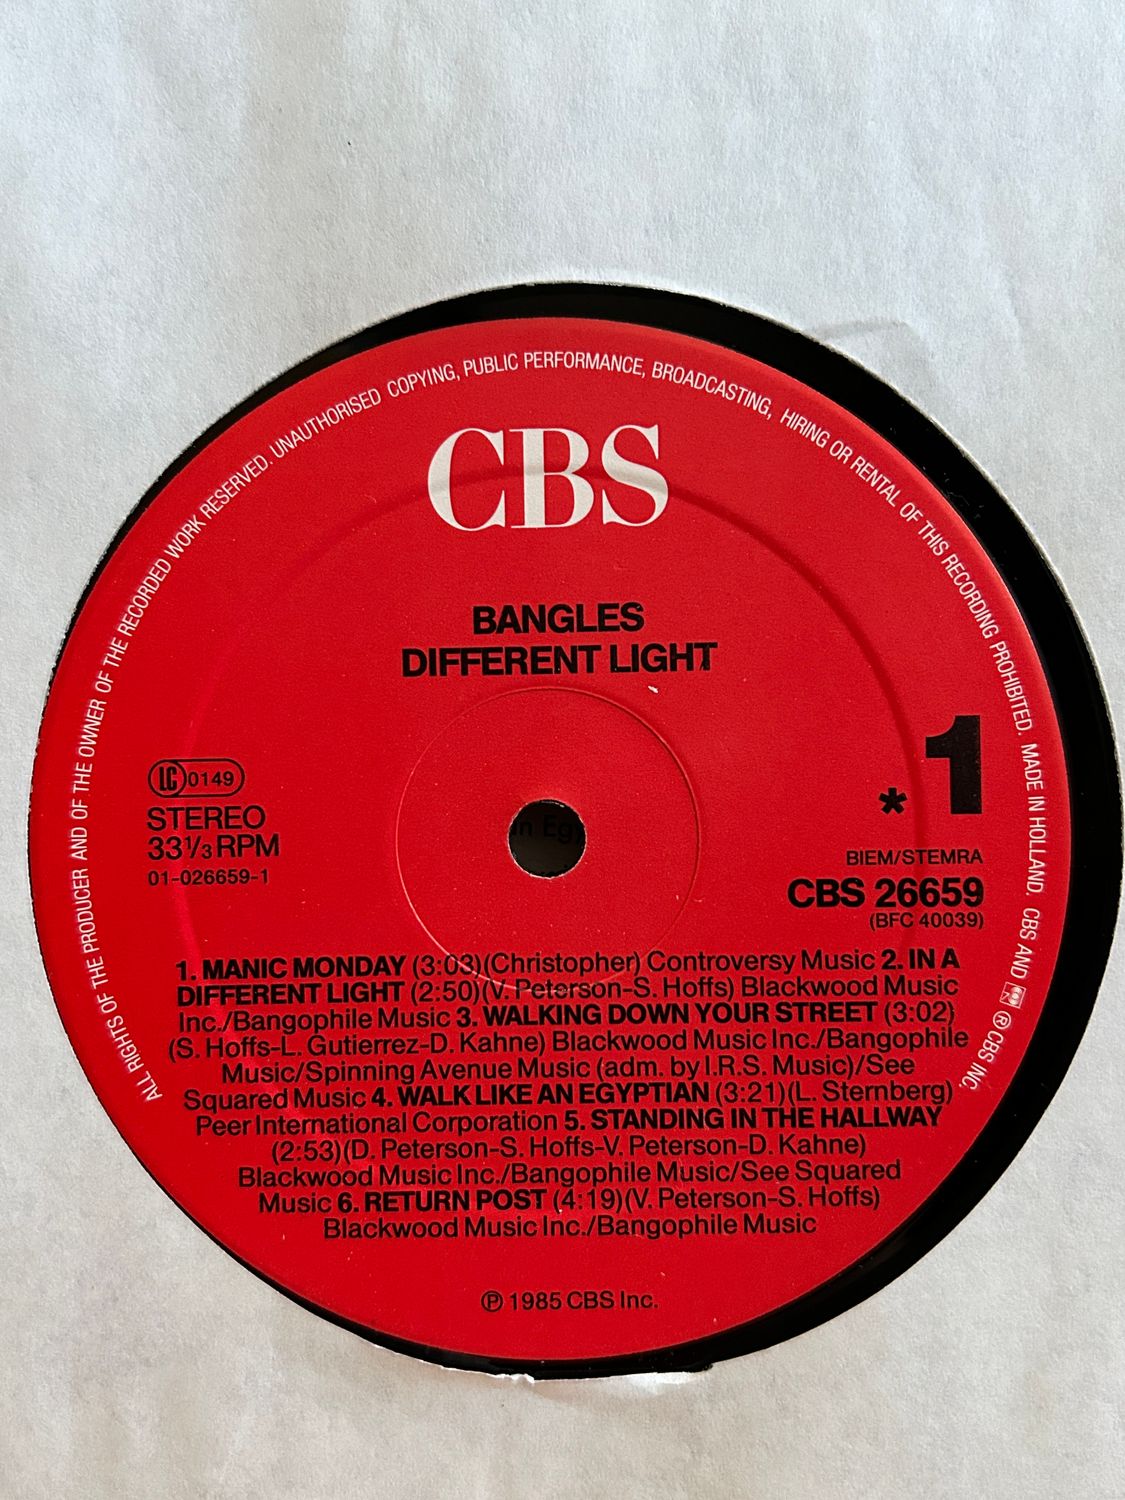 ALL RIGHTS OF THE PRODUCER AND OF THE OWNER OF THE RECORDED WORK RESERVED. UNAUTHORISED COPYING, PUBLIC PERFORMANCE, BROADCASTING, HIRING OR RENTAL OF THIS RECORDING PROHIBITED. MADE IN HOLLAND. CBS AND ® CBS INC.
CBS
BANGLES
DIFFERENT LIGHT
LC 0149
STEREO
33⅓ RPM
01-026659-1
* 1
BIEM/STEMRA
CBS 26659
(BFC 40039)
in Eg
1. MANIC MONDAY (3:03)(Christopher) Controversy Music 2. IN A
DIFFERENT LIGHT (2:50)(V. Peterson-S. Hoffs) Blackwood Music
Inc./Bangophile Music 3. WALKING DOWN YOUR STREET (3:02)
(S. Hoffs-L. Gutierrez-D. Kahne) Blackwood Music Inc./Bangophile
Music/Spinning Avenue Music (adm. by I.R.S. Music)/See
Squared Music 4. WALK LIKE AN EGYPTIAN (3:21)(L. Sternberg)
Peer International Corporation 5. STANDING IN THE HALLWAY
(2:53)(D. Peterson-S. Hoffs-V. Peterson-D. Kahne)
Blackwood Music Inc./Bangophile Music/See Squared
Music 6. RETURN POST (4:19)(V. Peterson-S. Hoffs)
Blackwood Music Inc./Bangophile Music
℗ 1985 CBS Inc.